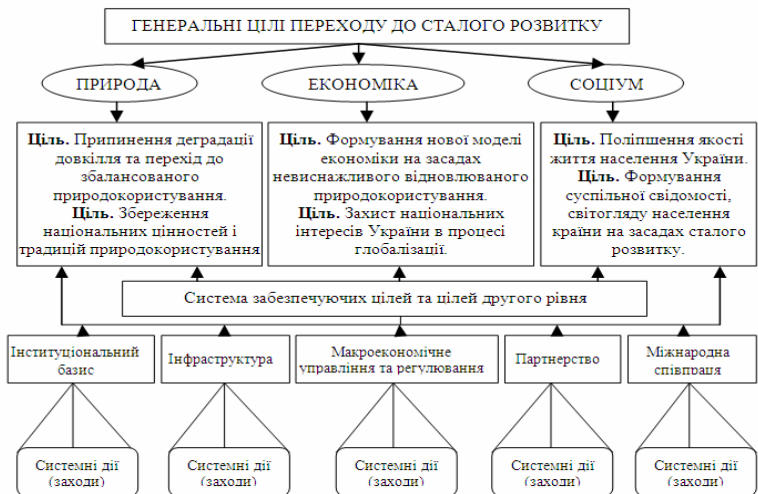 ГЕНЕРАЛЬНІ ЦІЛІ ПЕРЕХОДУ ДО СТАЛОГО РОЗВИТКУ
ПРИРОДА
ЕКОНОМІКА
СОЦІУМ
Ціль. Припинення деградації
довкілля та перехід до
збалансованого
природокористування.
Ціль. Збереження
національних цінностей і
традицій природокористування
Ціль. Формування нової моделі
економіки на засадах
невиснажливого відновлюваного
природокористування.
Ціль. Захист національних
інтересів України в процесі
глобалізації.
Ціль. Поліпшення якості
життя населення України.
Ціль. Формування
суспільної свідомості,
світогляду населення
країни на засадах сталого
розвитку.
Система забезпечуючих цілей та цілей другого рівня
Інституціональний
базис
Інфраструктура
Макроекономічне
управління та регулювання
Партнерство
Міжнародна
співпраця
Системні дії
(заходи)
Системні дії
(заходи)
Системні дії
(заходи)
Системні дії
(заходи)
Системні дії
(заходи)